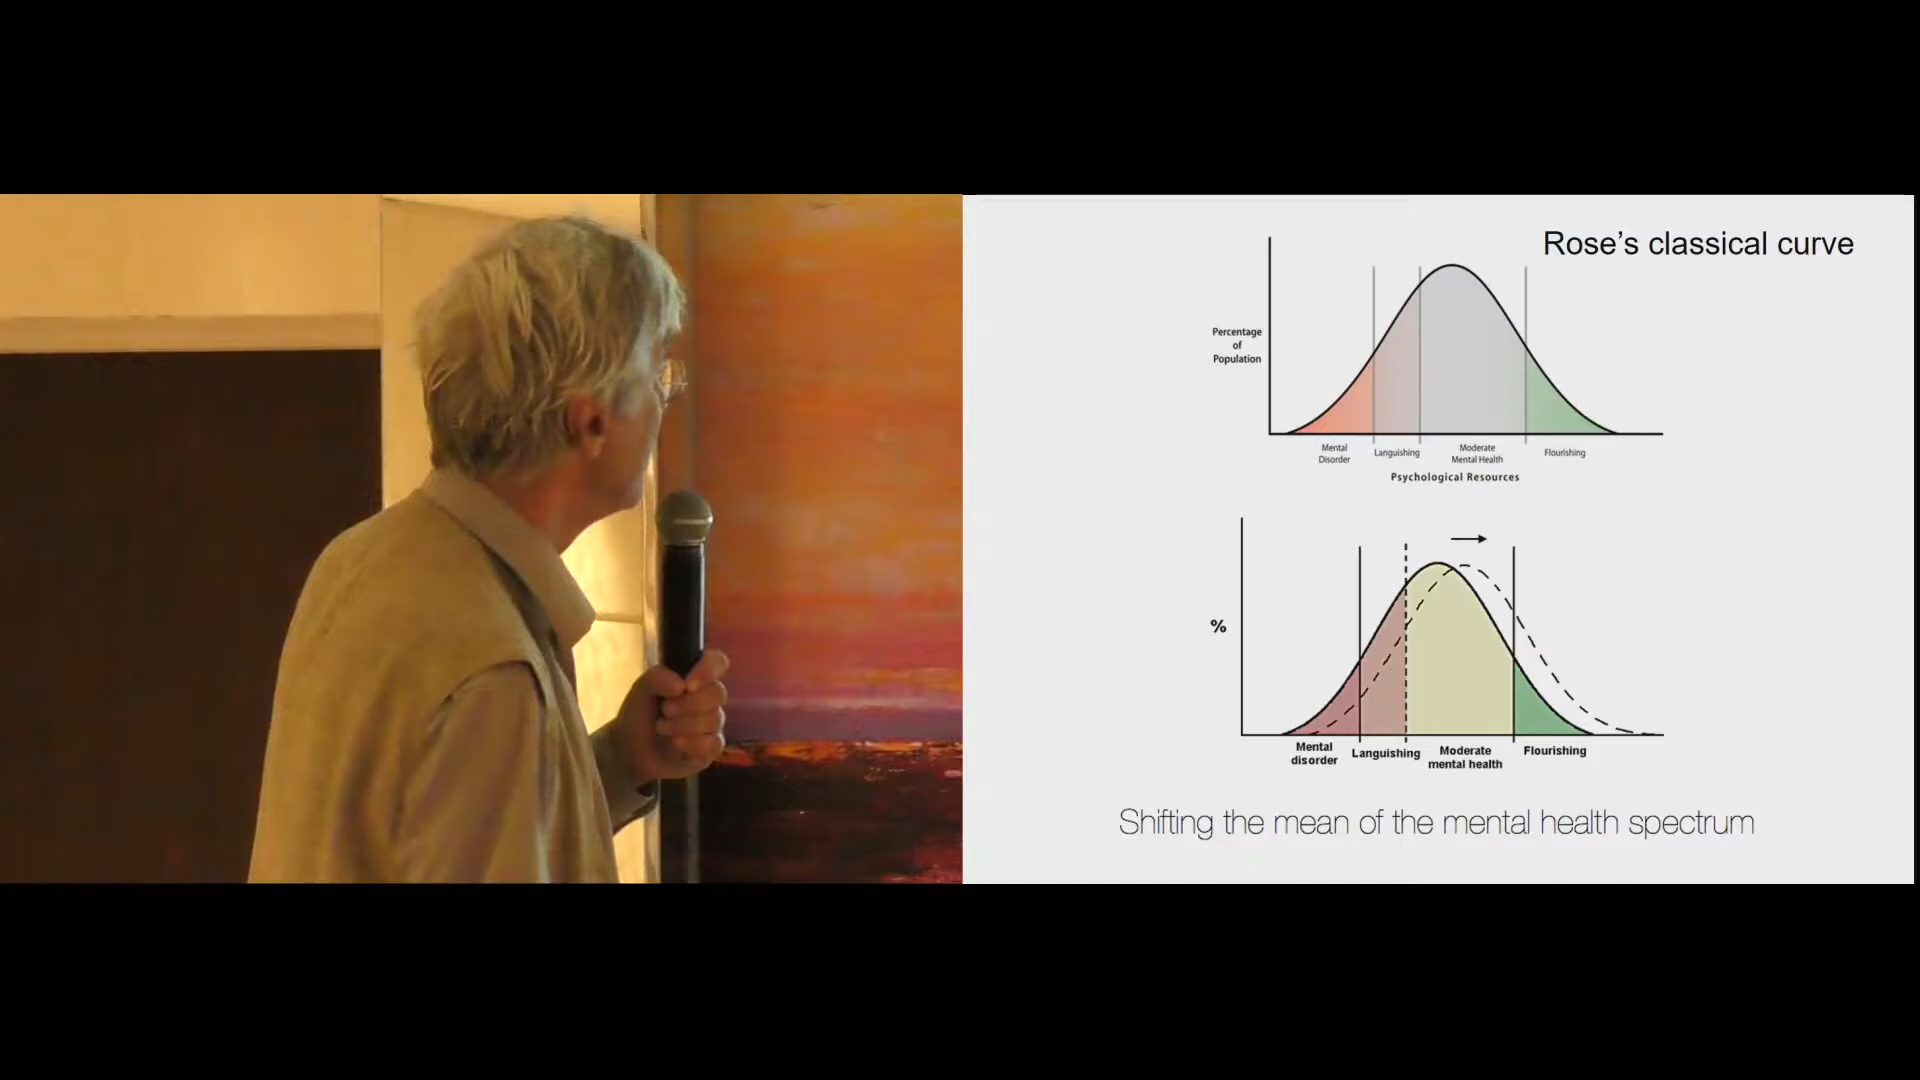 Rose's classical curve
Percentage
of
Population
Mental
Disorder
Languishing
Moderate
Mental Health
Flourishing
Psychological Resources
%
Mental
disorder
Languishing
Moderate
mental health
Flourishing
Shifting the mean of the mental health spectrum